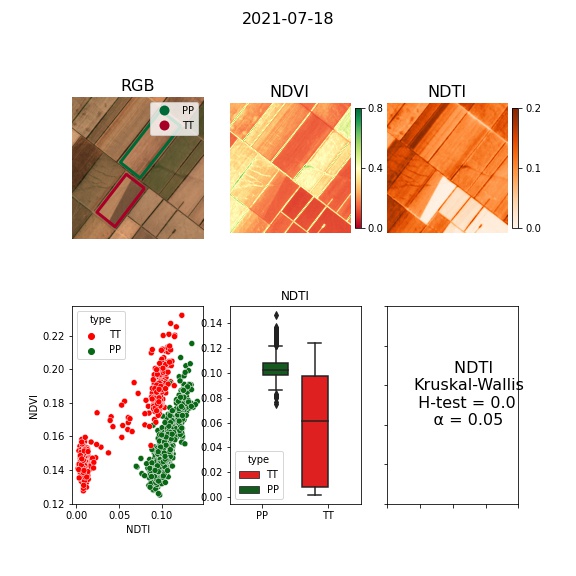 2021-07-18
RGB
NDVI
NDTI
PP
TT
0.8
0.4
0.0
0.2
0.1
0.0
NDTI
type
TT
PP
0.22
0.20
0.18
0.16
0.14
0.12
NDVI
0.00
0.05
0.10
NDTI
0.14
0.12
0.10
0.08
0.06
0.04
0.02
0.00
type
TT
PP
PP
TT
NDTI
Kruskal-Wallis
H-test = 0.0
α = 0.05